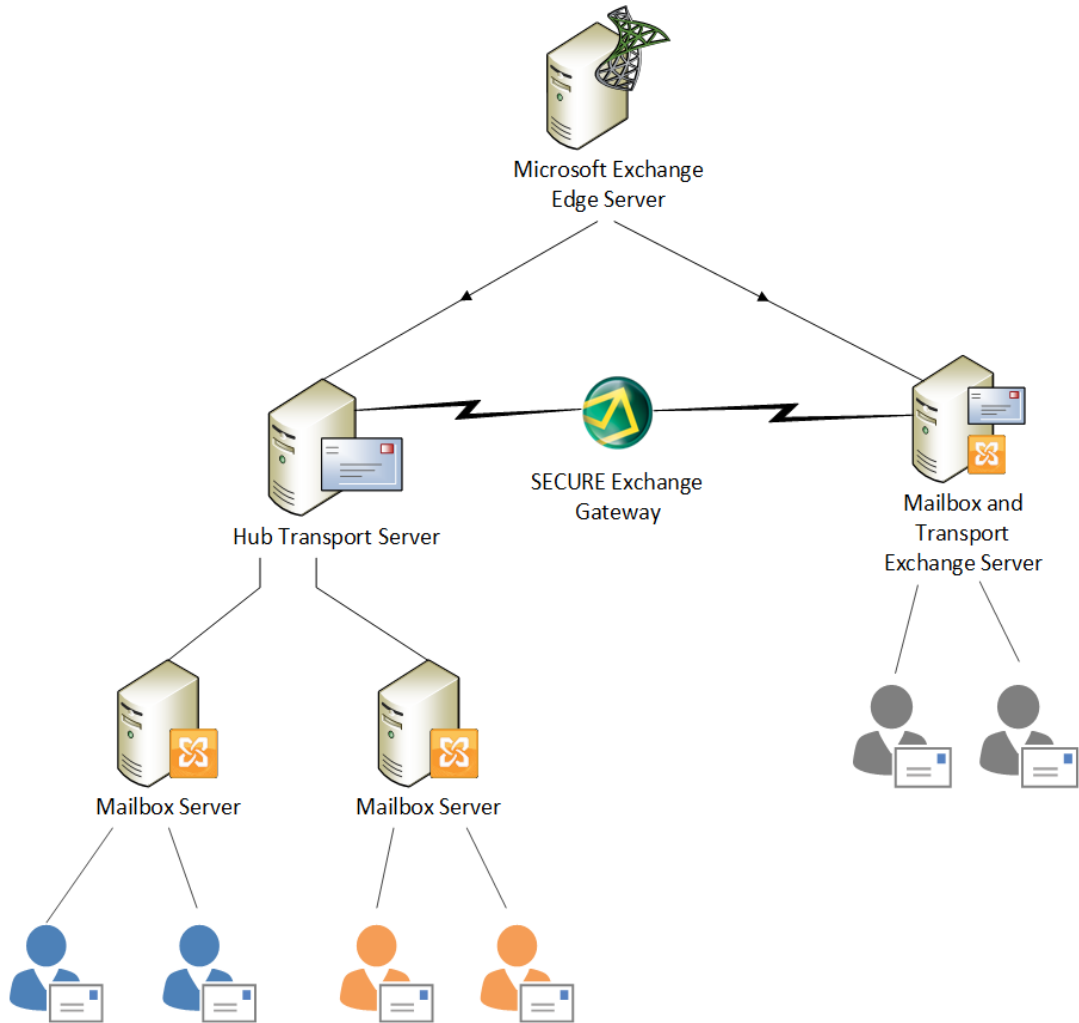 Microsoft Exchange
Edge Server
SECURE Exchange
Gateway
Hub Transport Server
Mailbox and
Transport
Exchange Server
Mailbox Server
Mailbox Server